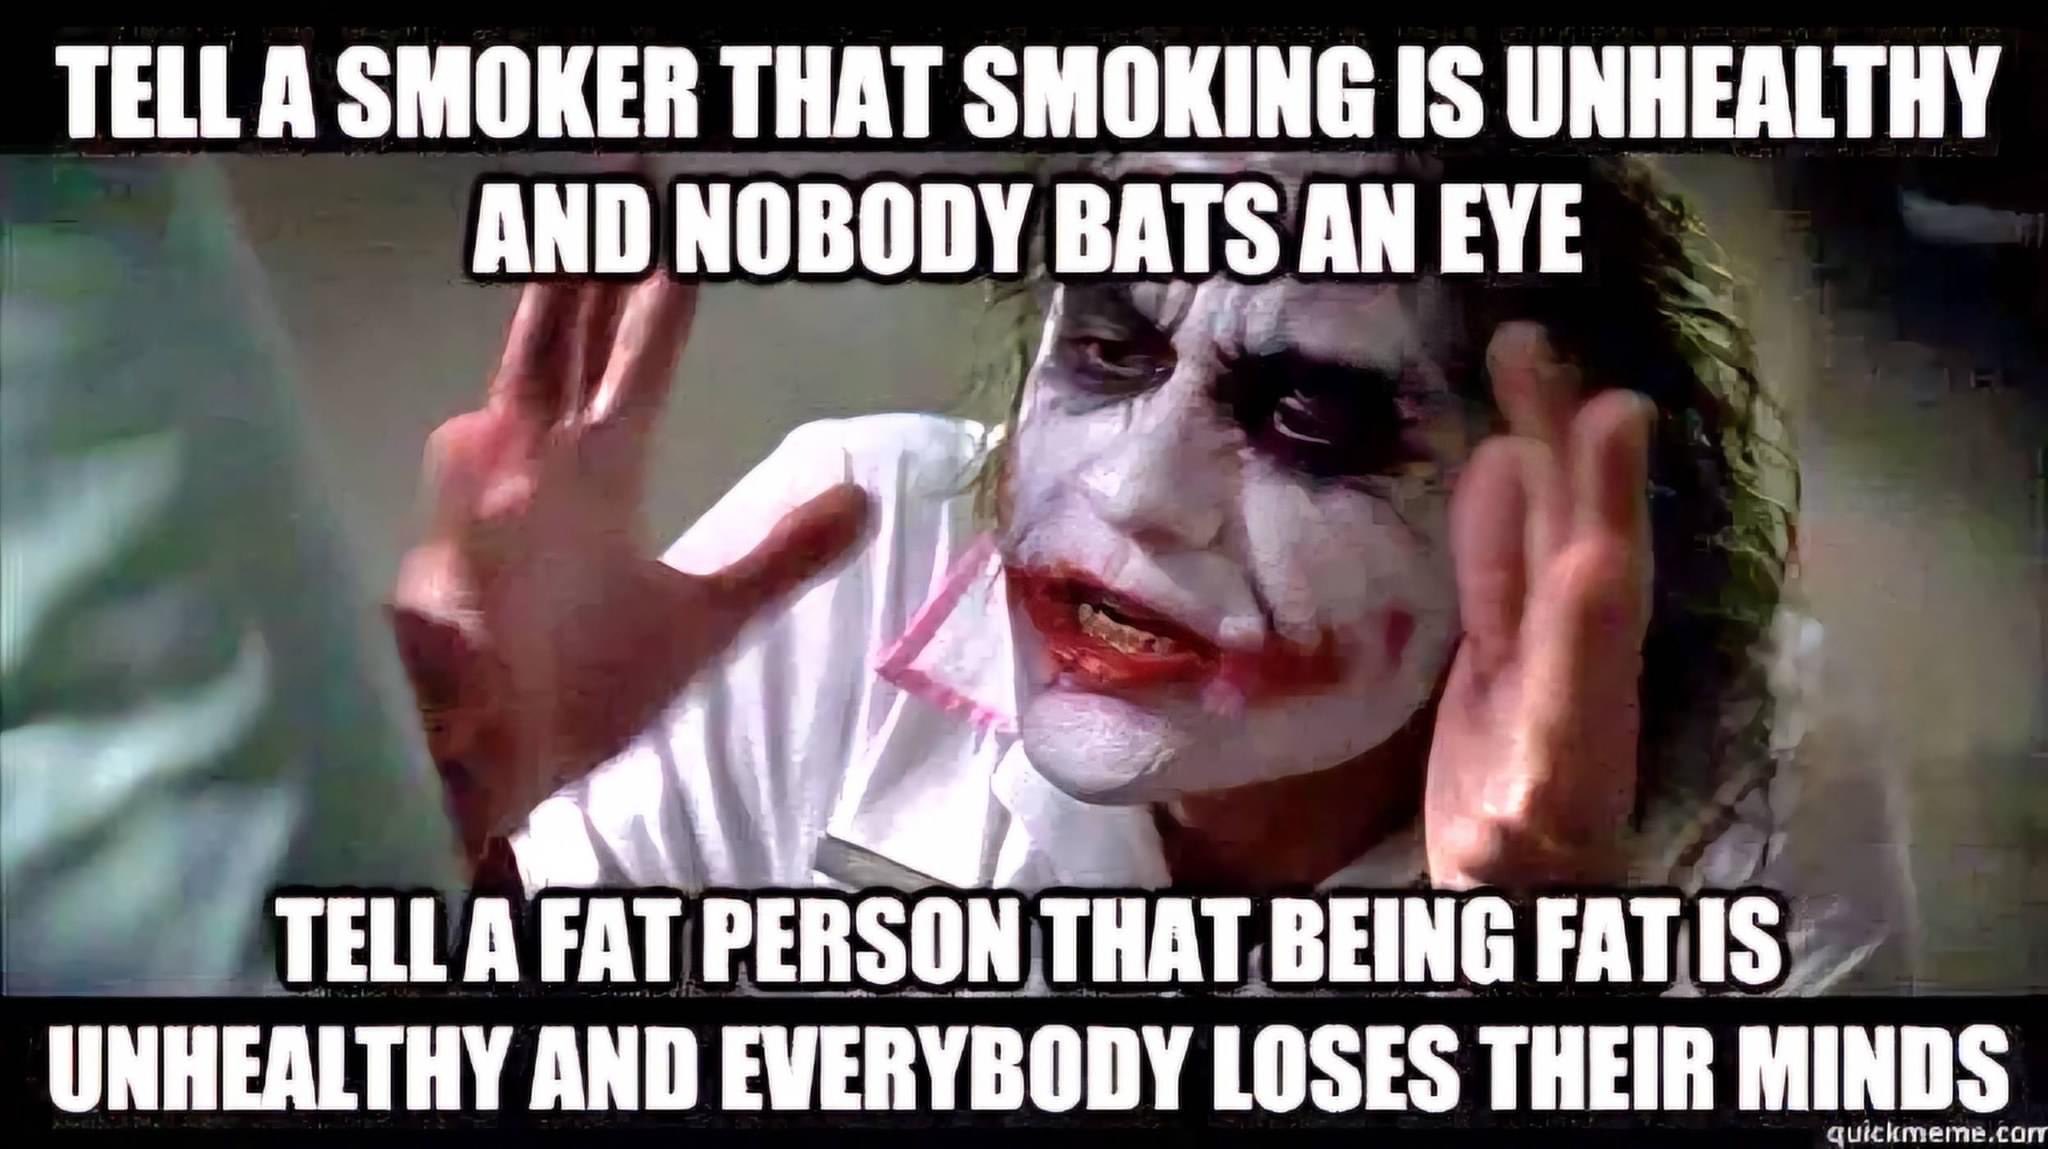 TELL A SMOKER THAT SMOKING IS UNHEALTHY
AND NOBODY BATS AN EYE
TELL A FAT PERSON THAT BEING FAT IS
UNHEALTHY AND EVERYBODY LOSES THEIR MINDS
quickmeme.com